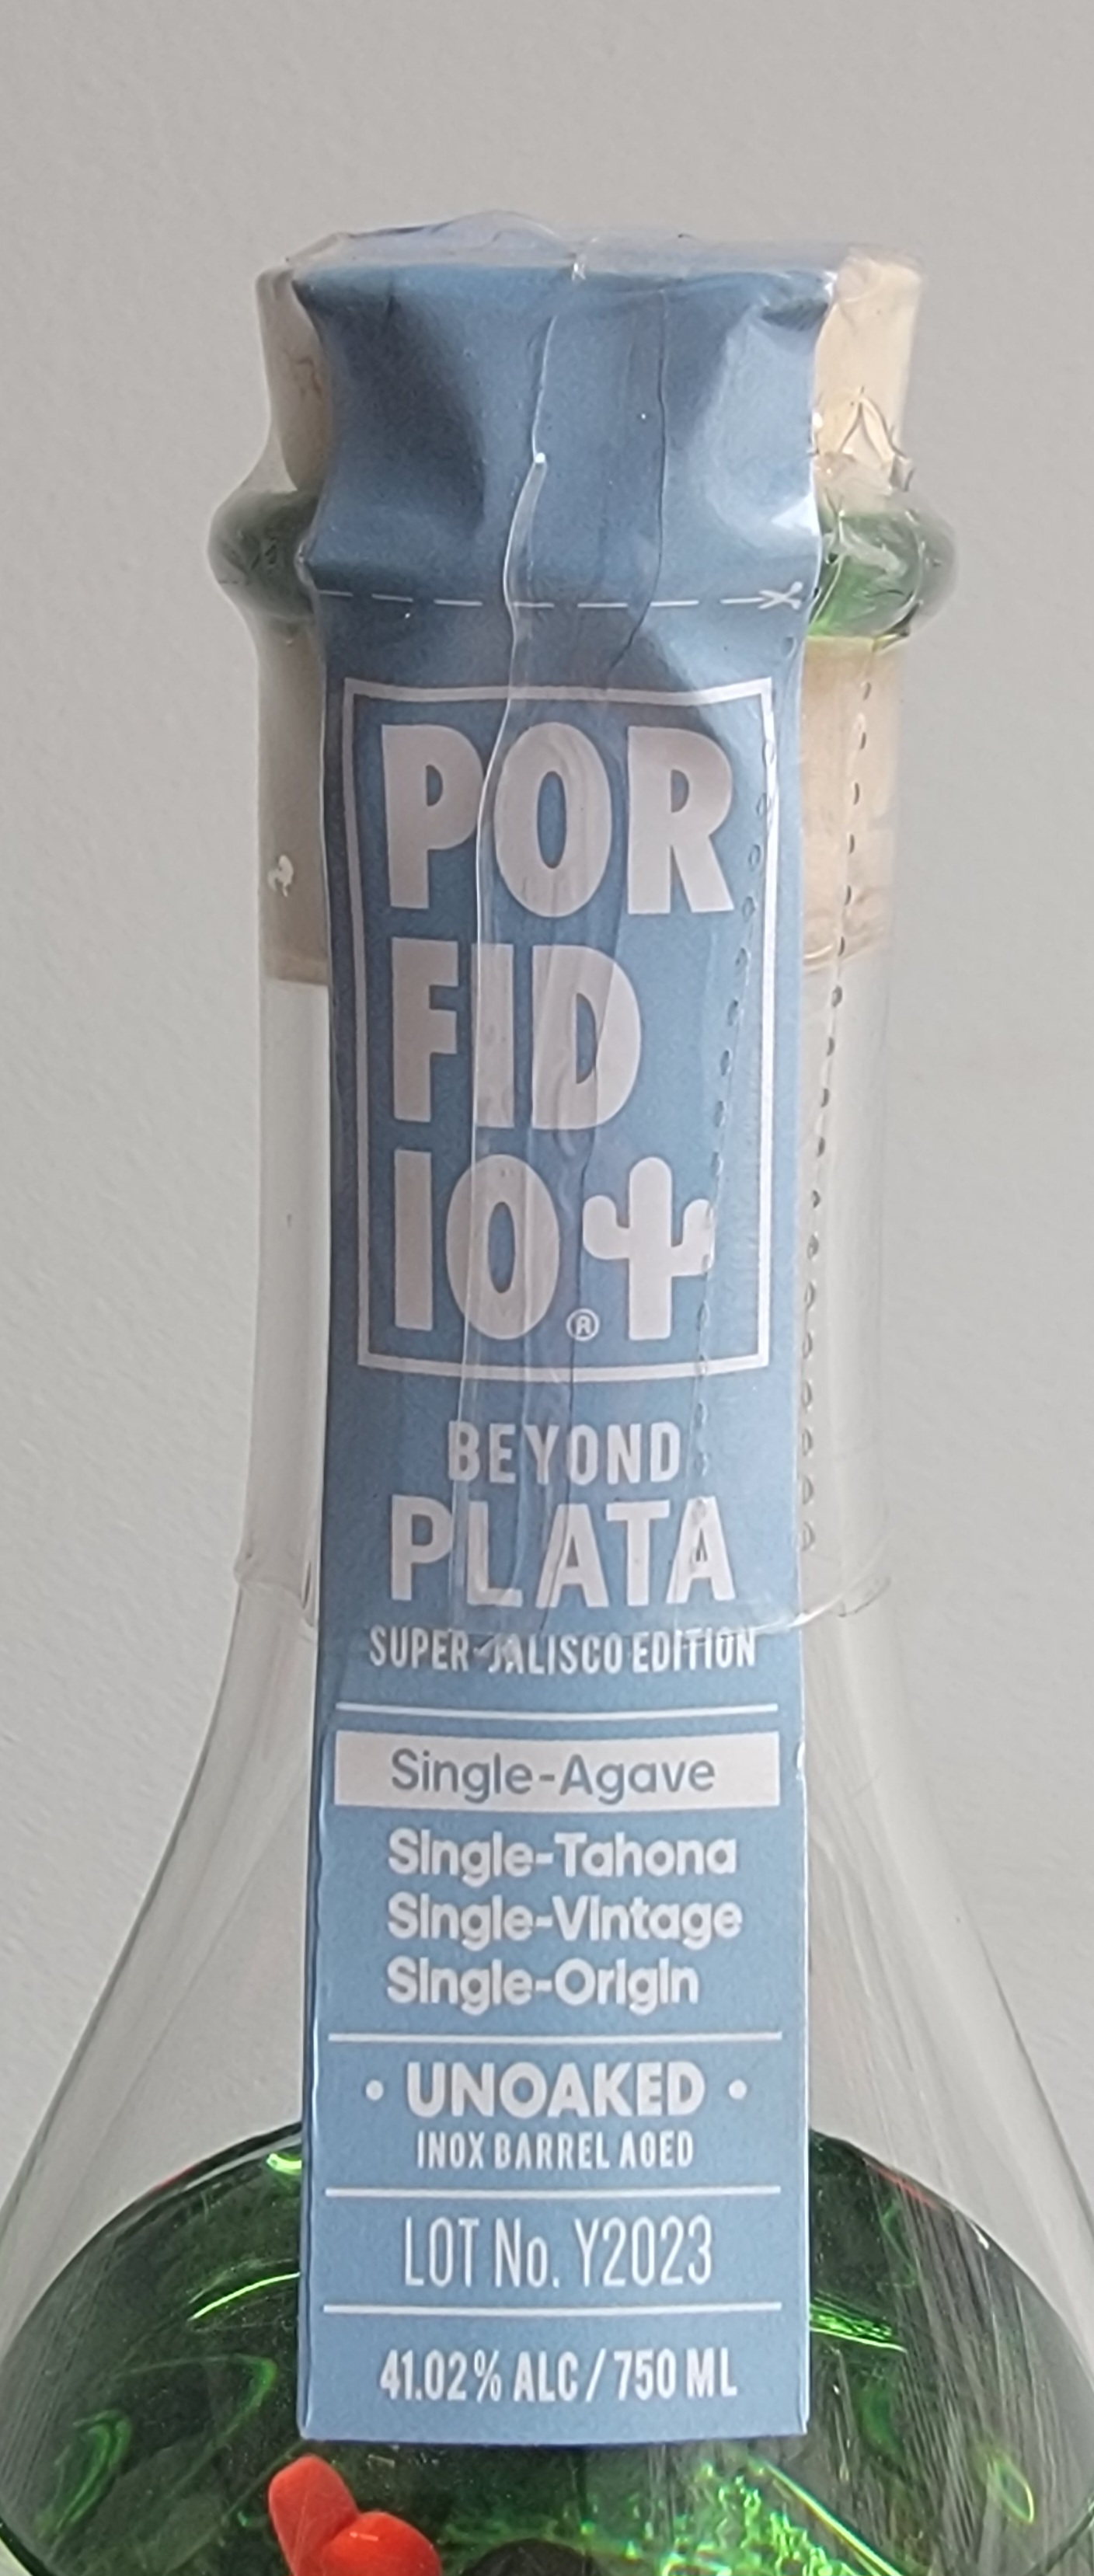 POR
FID
IO®
BEYOND
PLATA
SUPER-JALISCO EDITION
Single-Agave
Single-Tahona
Single-Vintage
Single-Origin
• UNOAKED •
INOX BARREL AGED
LOT No. Y2023
41.02% ALC / 750 ML